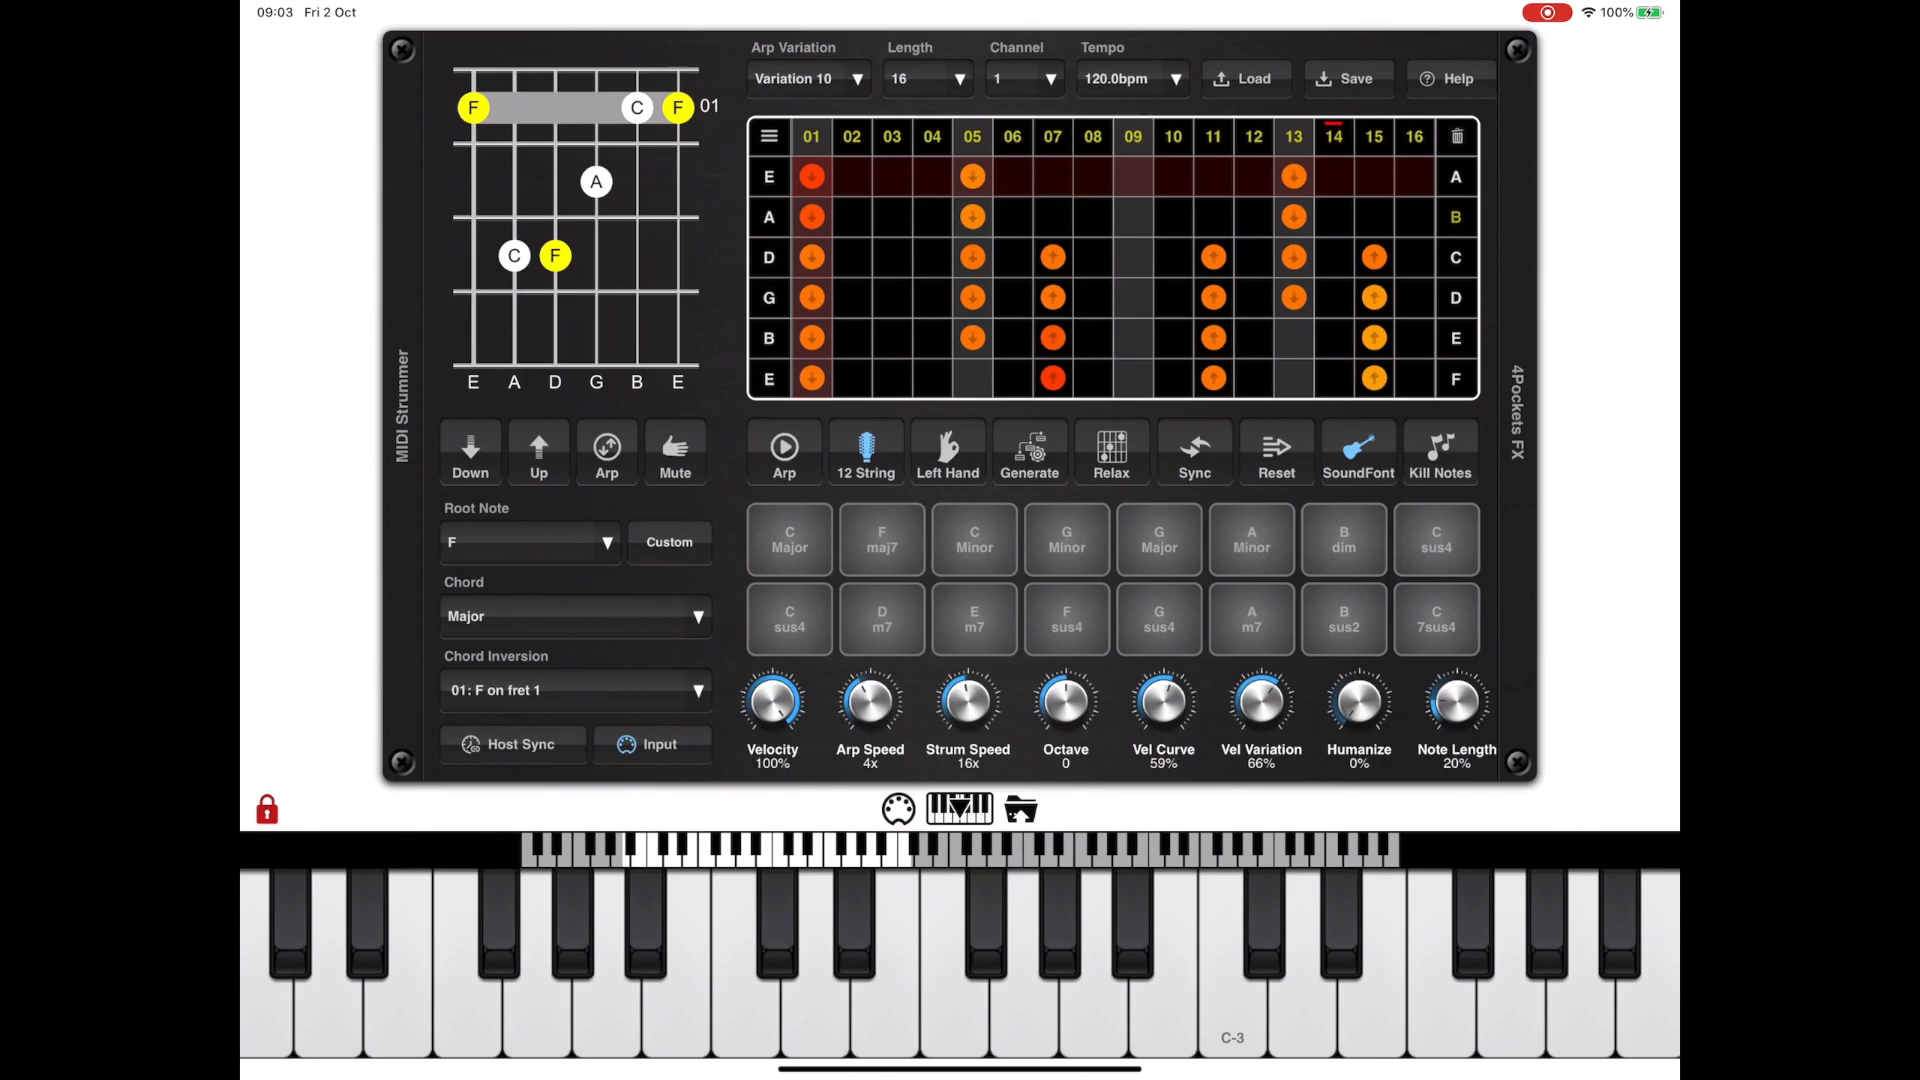 09:03 Fri 2 Oct
100%
Arp Variation Length Channel Tempo
Variation 10 16 1 120.0bpm Load Save Help
F C F 01
A
C F
E A D G B E
MIDI Strummer
01 02 03 04 05 06 07 08 09 10 11 12 13 14 15 16
E A
A B
D C
G D
B E
E F
4Pockets FX
Down Up Arp Mute
Arp 12 String Left Hand Generate Relax Sync Reset SoundFont Kill Notes
Root Note
F Custom
Chord
Major
Chord Inversion
01: F on fret 1
Host Sync Input
C F C G G A B C
Major maj7 Minor Minor Major Minor dim sus4
C D E F G A B C
sus4 m7 m7 sus4 sus4 m7 sus2 7sus4
Velocity Arp Speed Strum Speed Octave Vel Curve Vel Variation Humanize Note Length
100% 4x 16x 0 59% 66% 0% 20%
C-3